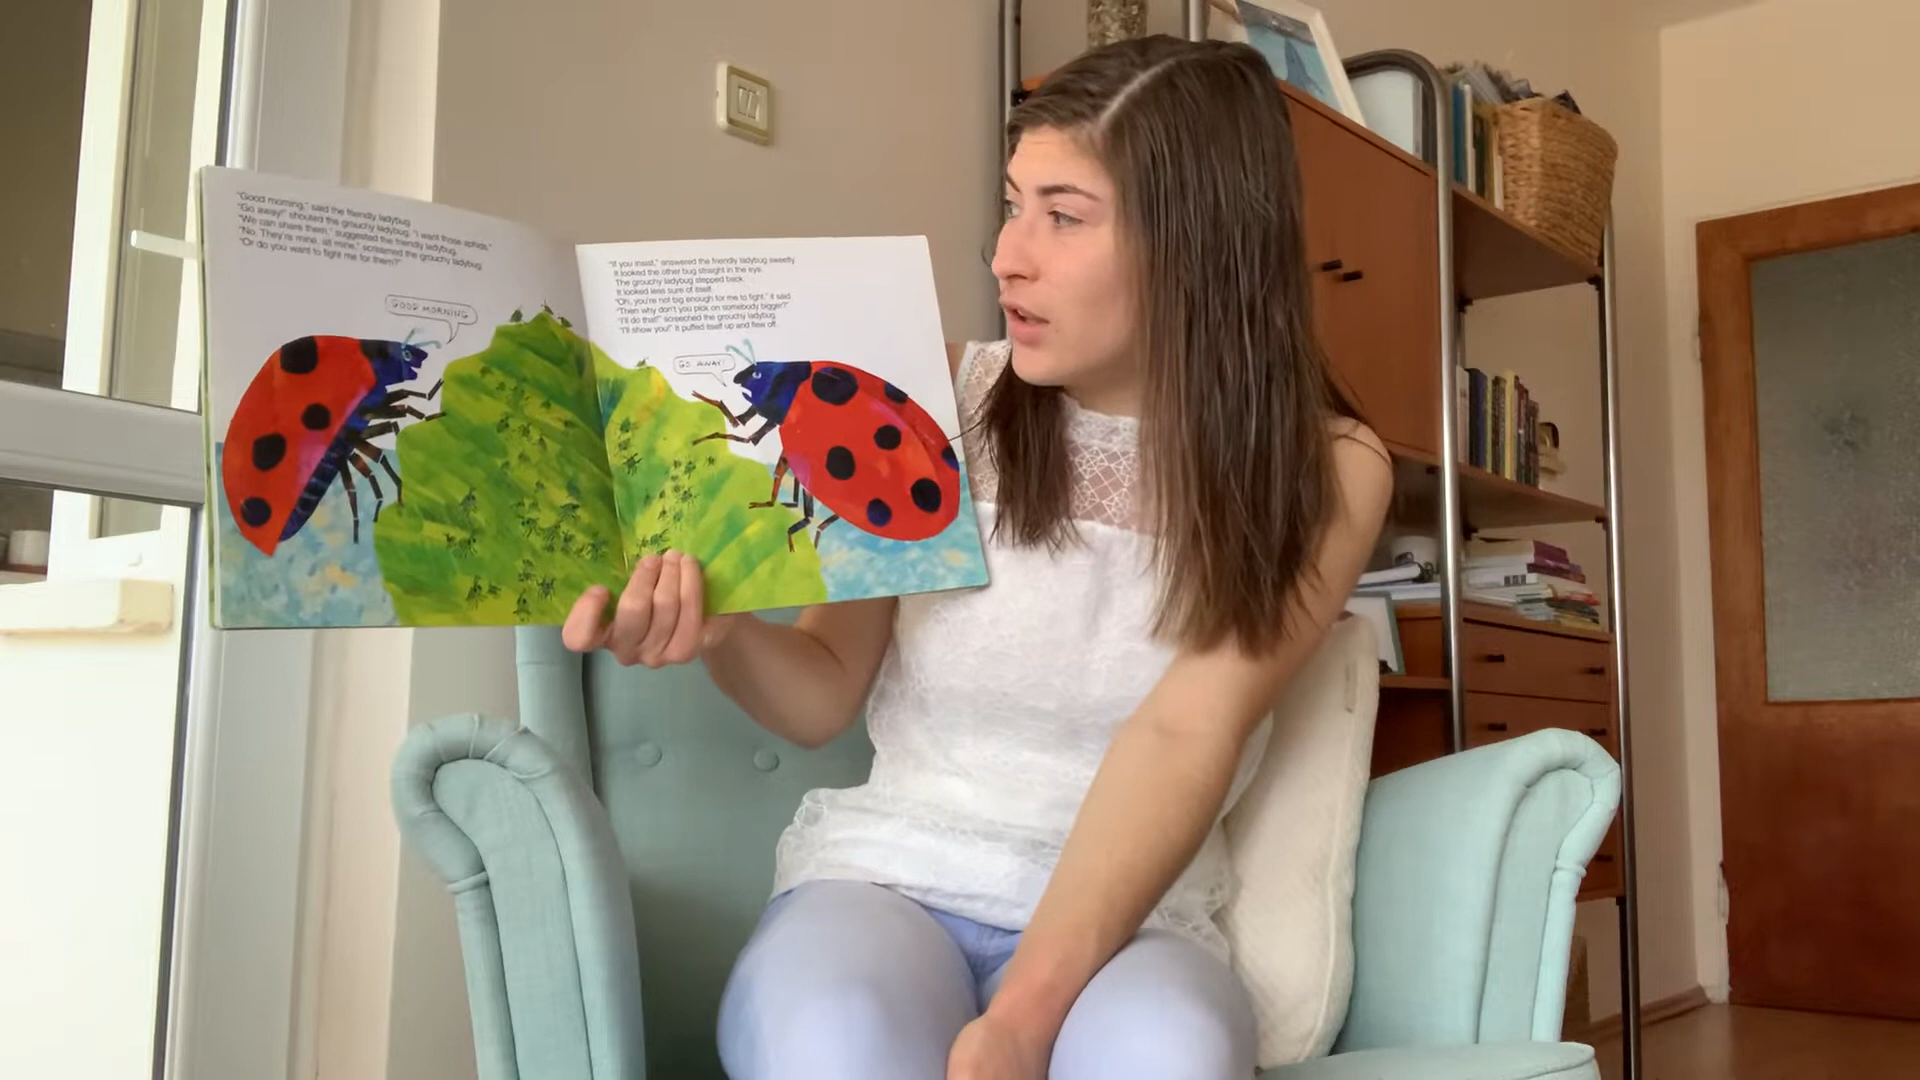 "Good morning," said the friendly ladybug.
"Go away!" shouted the grouchy ladybug. "I want those aphids."
"We can share them," suggested the friendly ladybug.
"No. They're mine, all mine," screamed the grouchy ladybug.
"Or do you want to fight me for them?"
GOOD MORNING
"If you insist," answered the friendly ladybug sweetly.
It looked the other bug straight in the eye.
The grouchy ladybug stepped back.
It looked less sure of itself.
"Oh, you're not big enough for me to fight," it said.
"Then why don't you pick on somebody bigger?"
"I'll do that!" screeched the grouchy ladybug.
"I'll show you!" It puffed itself up and flew off.
GO AWAY!